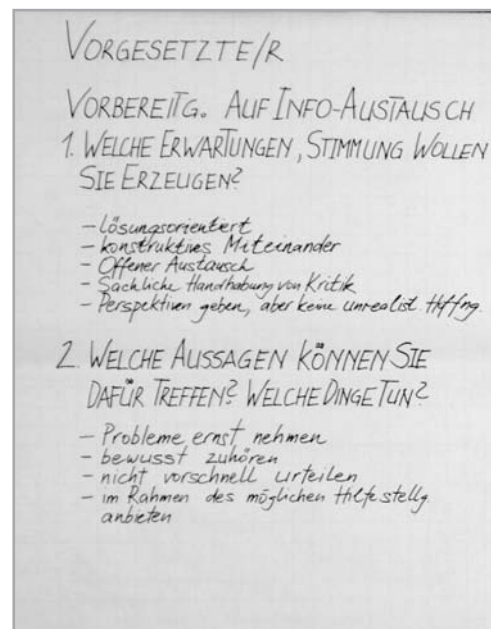 VORGESETZTE/R
VORBEREITG. AUF INFO-AUSTAUSCH
1. WELCHE ERWARTUNGEN, STIMMUNG WOLLEN
SIE ERZEUGEN?
– Lösungsorientiert
– konstruktives Miteinander
– Offener Austausch
– Sachliche Handhabung von Kritik
– Perspektiven geben, aber keine unrealist. Hffng.
2. WELCHE AUSSAGEN KÖNNEN SIE
DAFÜR TREFFEN? WELCHE DINGE TUN?
– Probleme ernst nehmen
– bewusst zuhören
– nicht vorschnell urteilen
– im Rahmen des möglichen Hilfestellg.
anbieten